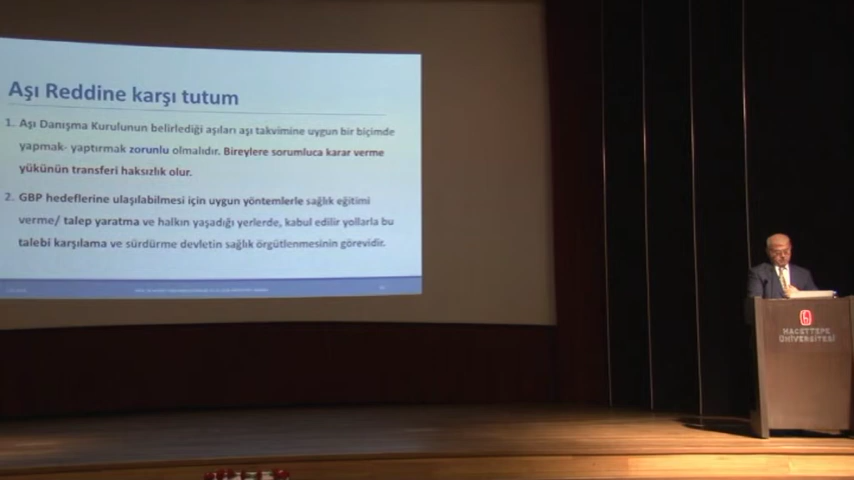 Aşı Reddine karşı tutum
1. Aşı Danışma Kurulunun belirlediği aşıları aşı takvimine uygun bir biçimde
yapmak- yaptırmak zorunlu olmalıdır. Bireylere sorumluca karar verme
yükünün transferi haksızlık olur.
2. GBP hedeflerine ulaşılabilmesi için uygun yöntemlerle sağlık eğitimi
verme/ talep yaratma ve halkın yaşadığı yerlerde, kabul edilir yollarla bu
talebi karşılama ve sürdürme devletin sağlık örgütlenmesinin görevidir.
HACETTEPE
ÜNİVERSİTESİ